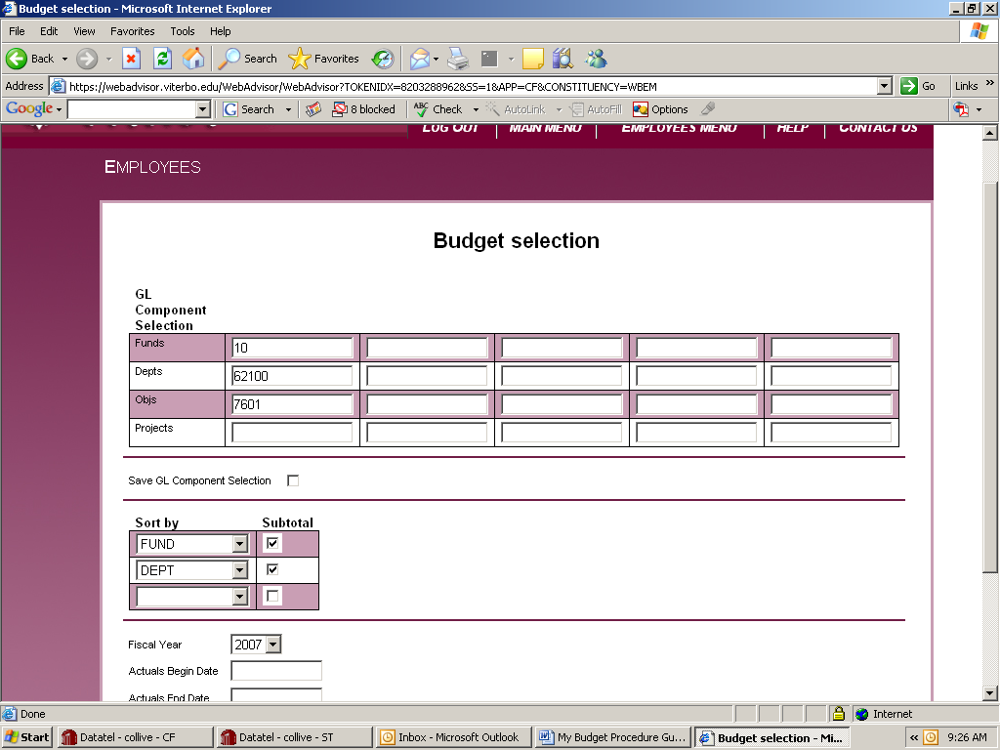 Budget selection - Microsoft Internet Explorer
File Edit View Favorites Tools Help
Back Search Favorites
Address https://webadvisor.viterbo.edu/WebAdvisor/WebAdvisor?TOKENIDX=8203288962&SS=1&APP=CF&CONSTITUENCY=WBEM Go Links »
Google Search 8 blocked Check AutoLink AutoFill Options
LOG OUT MAIN MENU EMPLOYEES MENU HELP CONTACT US
EMPLOYEES
Budget selection
GL
Component
Selection
Funds 10
Depts 62100
Objs 7601
Projects
Save GL Component Selection
Sort by Subtotal
FUND
DEPT
Fiscal Year 2007
Actuals Begin Date
Actuals End Date
Done Internet
Start Datatel - collive - CF Datatel - collive - ST Inbox - Microsoft Outlook My Budget Procedure Gu... Budget selection - Mi... « 9:26 AM